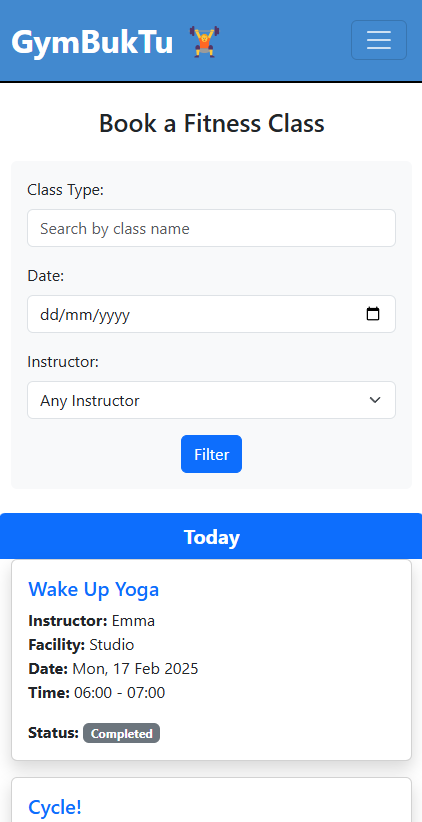 GymBukTu 🏋️
Book a Fitness Class
Class Type:
Search by class name
Date:
dd/mm/yyyy
Instructor:
Any Instructor
Filter
Today
Wake Up Yoga
Instructor: Emma
Facility: Studio
Date: Mon, 17 Feb 2025
Time: 06:00 - 07:00
Status: Completed
Cycle!